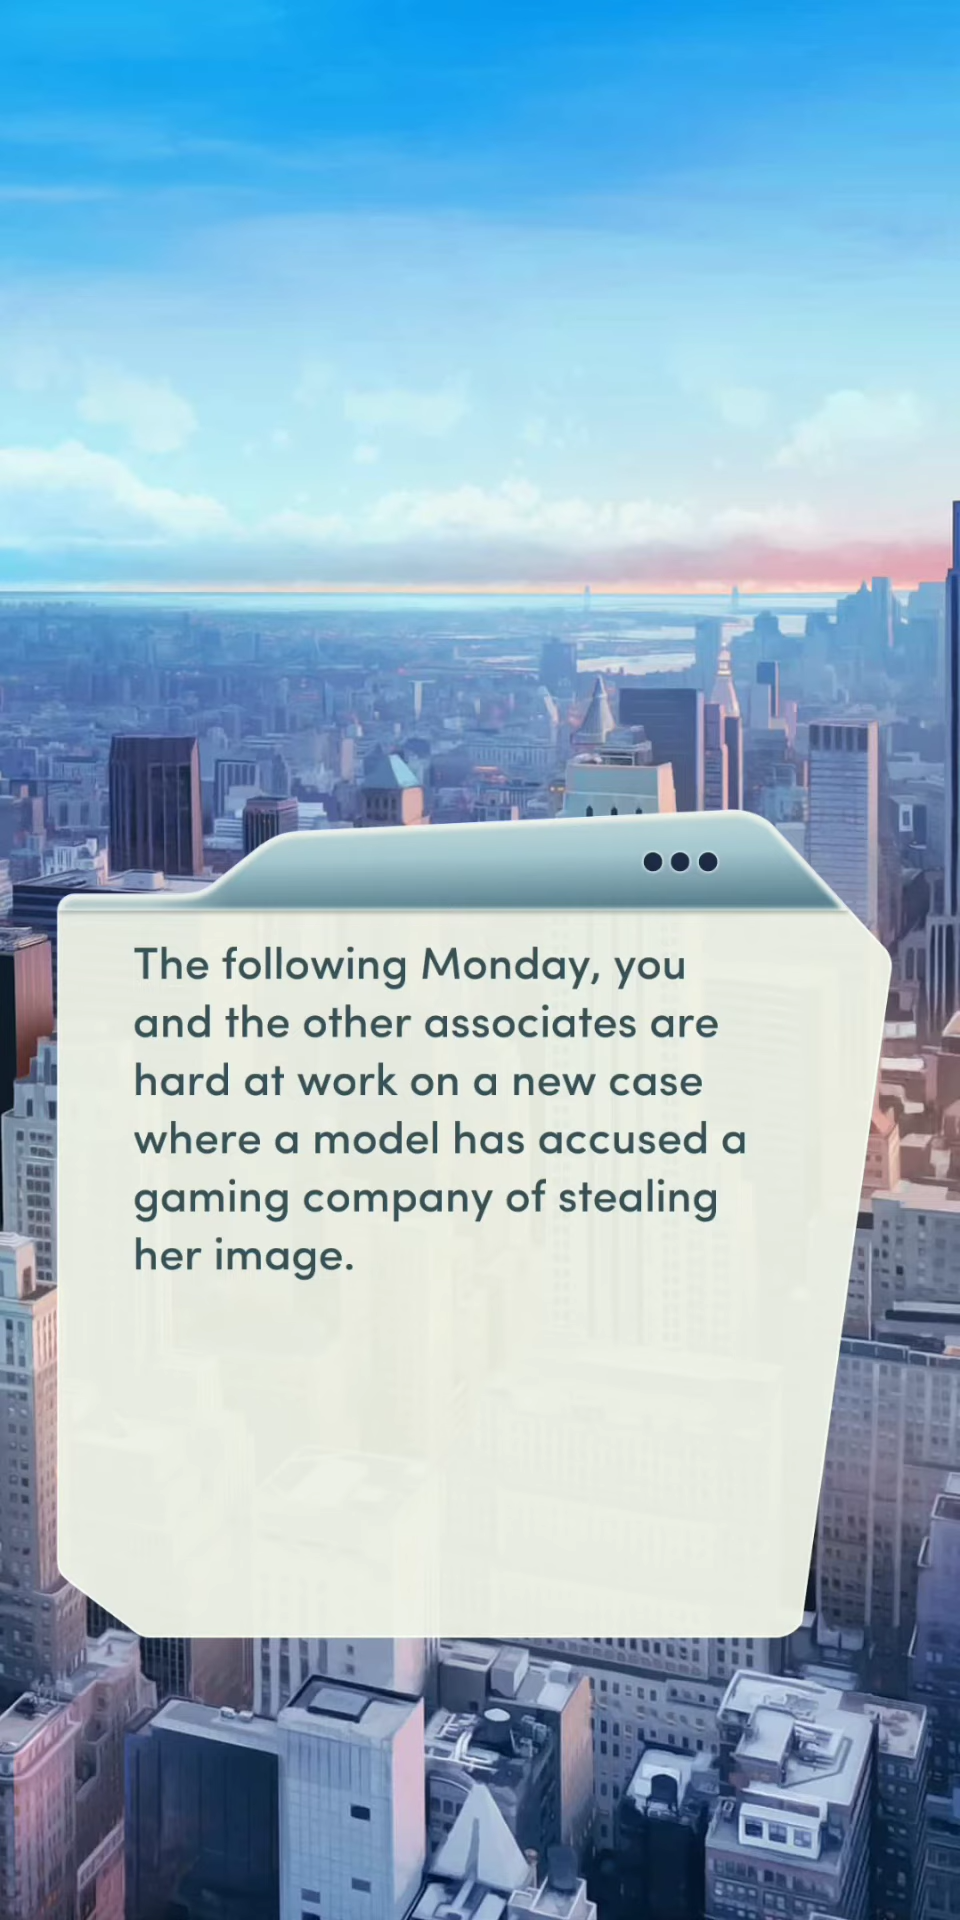 The following Monday, you
and the other associates are
hard at work on a new case
where a model has accused a
gaming company of stealing
her image.